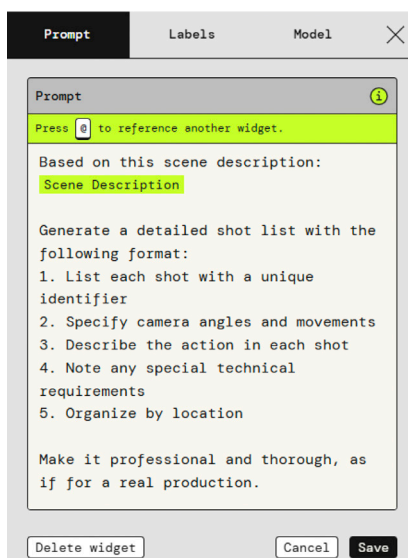 Prompt Labels Model
Prompt
Press @ to reference another widget.
Based on this scene description:
Scene Description
Generate a detailed shot list with the
following format:
1. List each shot with a unique
identifier
2. Specify camera angles and movements
3. Describe the action in each shot
4. Note any special technical
requirements
5. Organize by location
Make it professional and thorough, as
if for a real production.
Delete widget Cancel Save